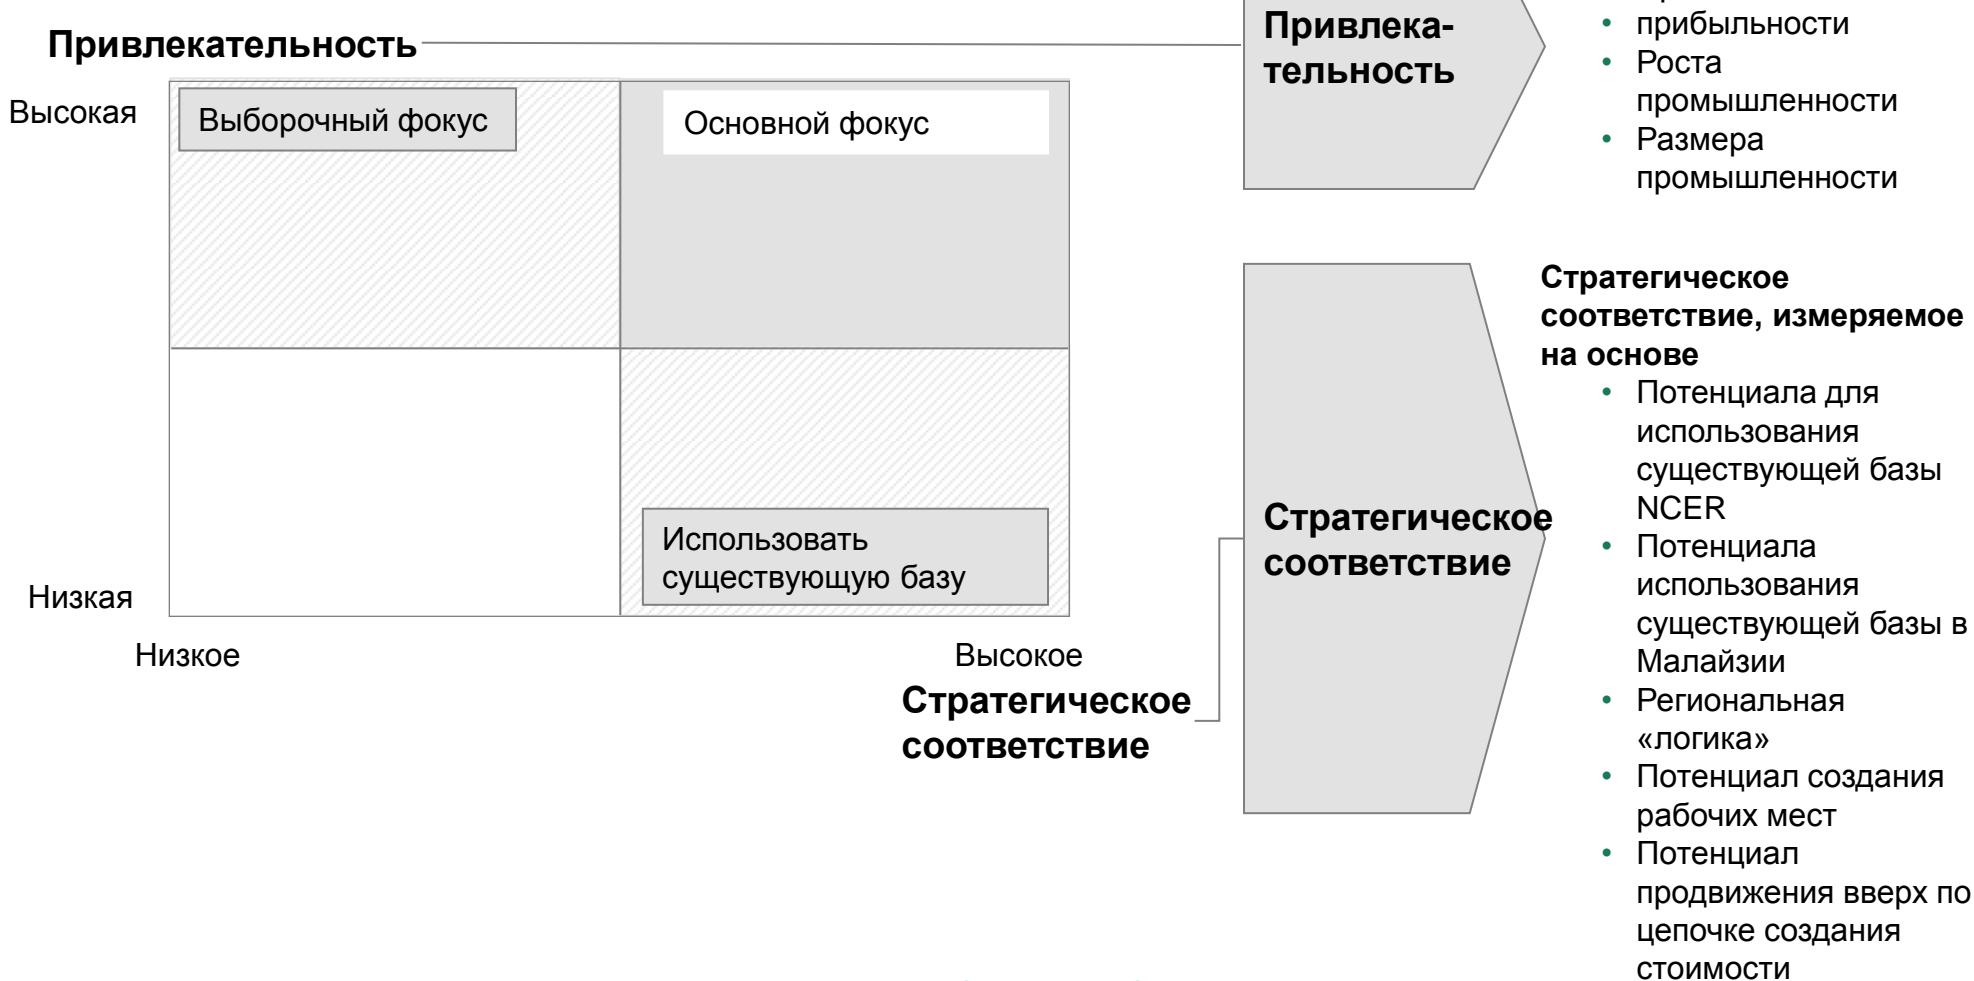 Привлекательность
Высокая
Выборочный фокус
Основной фокус
Использовать
существующую базу
Низкая
Низкое
Высокое
Стратегическое
соответствие
Привлека-
тельность
прибыльности
Роста
промышленности
Размера
промышленности
Стратегическое
соответствие
Стратегическое
соответствие, измеряемое
на основе
Потенциала для
использования
существующей базы
NCER
Потенциала
использования
существующей базы в
Малайзии
Региональная
«логика»
Потенциал создания
рабочих мест
Потенциал
продвижения вверх по
цепочке создания
стоимости